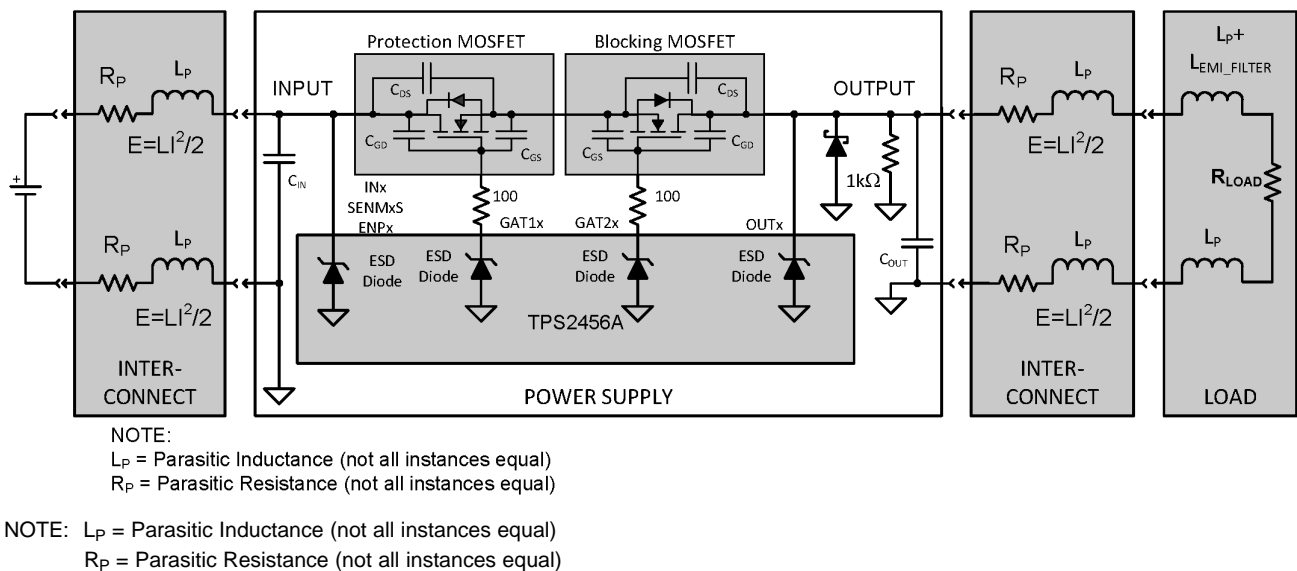 Protection MOSFET
Blocking MOSFET
L_P+
L_EMI_FILTER
R_P
L_P
INPUT
C_DS
C_DS
OUTPUT
R_P
L_P
E=LI²/2
C_GD
C_GS
C_GS
C_GD
E=LI²/2
+
C_IN
INx
SENMxS
ENPx
100
GAT1x
100
GAT2x
OUTx
1kΩ
R_LOAD
R_P
L_P
ESD
Diode
ESD
Diode
ESD
Diode
ESD
Diode
C_OUT
R_P
L_P
L_P
E=LI²/2
TPS2456A
E=LI²/2
INTER-
CONNECT
POWER SUPPLY
INTER-
CONNECT
LOAD
NOTE:
L_P = Parasitic Inductance (not all instances equal)
R_P = Parasitic Resistance (not all instances equal)
NOTE: L_P = Parasitic Inductance (not all instances equal)
R_P = Parasitic Resistance (not all instances equal)